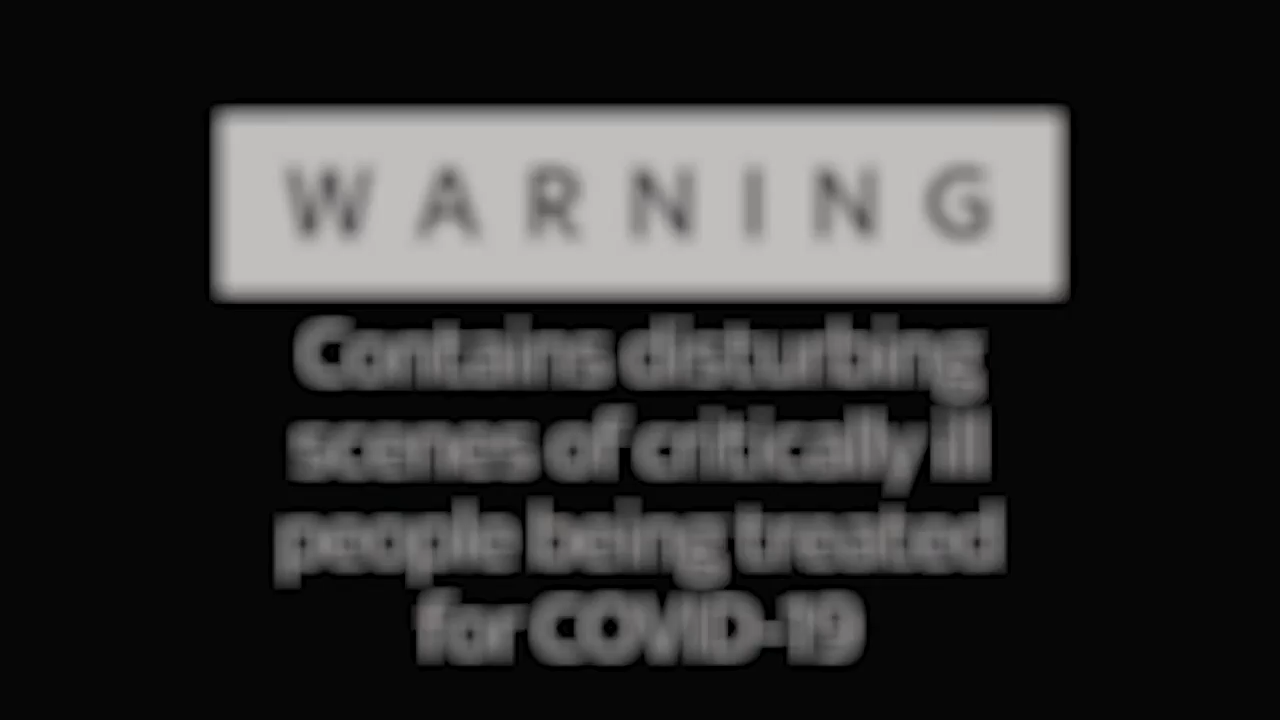 WARNING
Contains disturbing
scenes of critically ill
people being treated
for COVID-19